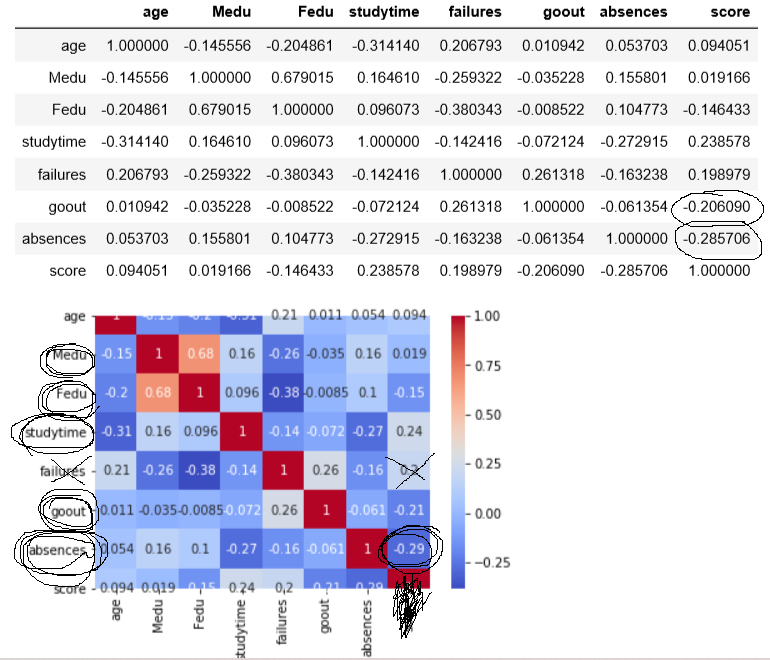 age Medu Fedu studytime failures goout absences score
age 1.000000 -0.145556 -0.204861 -0.314140 0.206793 0.010942 0.053703 0.094051
Medu -0.145556 1.000000 0.679015 0.164610 -0.259322 -0.035228 0.155801 0.019166
Fedu -0.204861 0.679015 1.000000 0.096073 -0.380343 -0.008522 0.104773 -0.146433
studytime -0.314140 0.164610 0.096073 1.000000 -0.142416 -0.072124 -0.272915 0.238578
failures 0.206793 -0.259322 -0.380343 -0.142416 1.000000 0.261318 -0.163238 0.198979
goout 0.010942 -0.035228 -0.008522 -0.072124 0.261318 1.000000 -0.061354 -0.206090
absences 0.053703 0.155801 0.104773 -0.272915 -0.163238 -0.061354 1.000000 -0.285706
score 0.094051 0.019166 -0.146433 0.238578 0.198979 -0.206090 -0.285706 1.000000
age 1 -0.15 -0.2 -0.31 0.21 0.011 0.054 0.094
Medu -0.15 1 0.68 0.16 -0.26 -0.035 0.16 0.019
Fedu -0.2 0.68 1 0.096 -0.38 -0.0085 0.1 -0.15
studytime -0.31 0.16 0.096 1 -0.14 -0.072 -0.27 0.24
failures 0.21 -0.26 -0.38 -0.14 1 0.26 -0.16 0.2
goout 0.011 -0.035 -0.0085 -0.072 0.26 1 -0.061 -0.21
absences 0.054 0.16 0.1 -0.27 -0.16 -0.061 1 -0.29
score 0.094 0.019 -0.15 0.24 0.2 -0.21 -0.29
age Medu Fedu studytime failures goout absences
1.00
0.75
0.50
0.25
0.00
-0.25